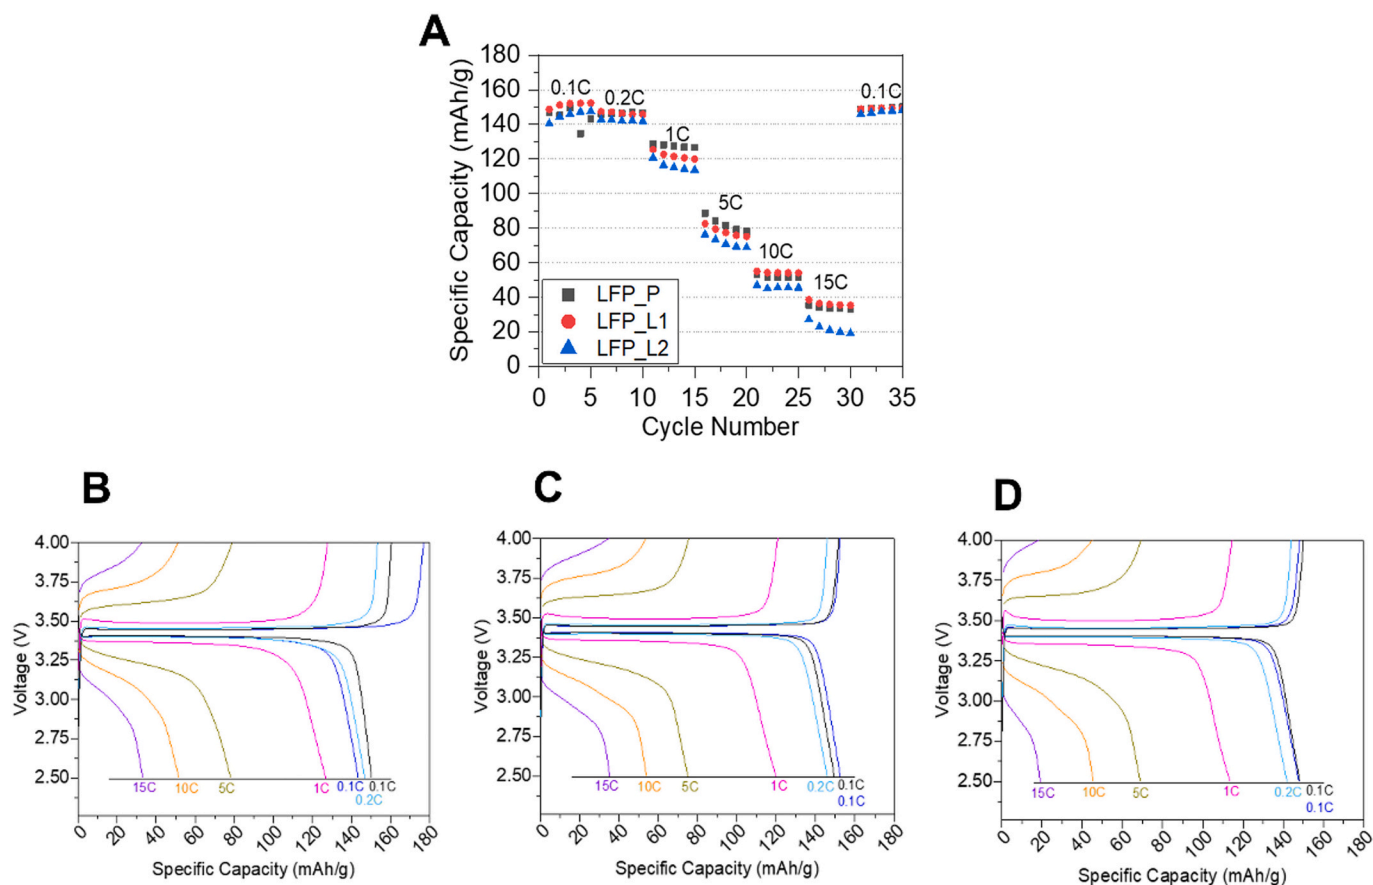 A
Specific Capacity (mAh/g)
180
160
140
120
100
80
60
40
20
0
0.1C
0.2C
1C
5C
10C
15C
0.1C
LFP_P
LFP_L1
LFP_L2
0 5 10 15 20 25 30 35
Cycle Number
B
Voltage (V)
4.00
3.75
3.50
3.25
3.00
2.75
2.50
15C 10C 5C 1C 0.1C 0.1C
0.2C
0 20 40 60 80 100 120 140 160 180
Specific Capacity (mAh/g)
C
Voltage (V)
4.00
3.75
3.50
3.25
3.00
2.75
2.50
15C 10C 5C 1C 0.2C 0.1C
0.1C
0 20 40 60 80 100 120 140 160 180
Specific Capacity (mAh/g)
D
Voltage (V)
4.00
3.75
3.50
3.25
3.00
2.75
2.50
15C 10C 5C 1C 0.2C 0.1C
0.1C
0 20 40 60 80 100 120 140 160 180
Specific Capacity (mAh/g)